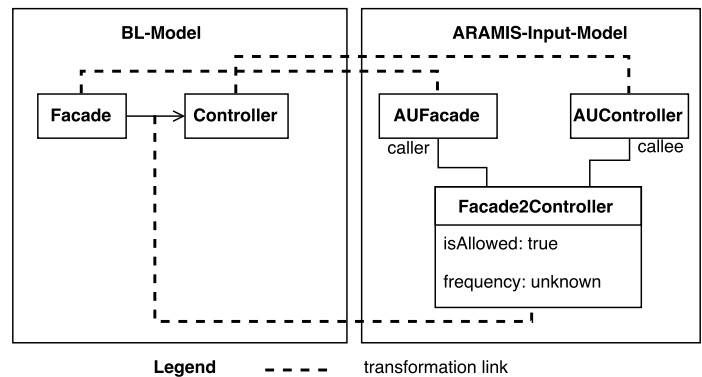 BL-Model
ARAMIS-Input-Model
Facade
Controller
AUFacade
AUController
caller
callee
Facade2Controller
isAllowed: true
frequency: unknown
Legend
transformation link